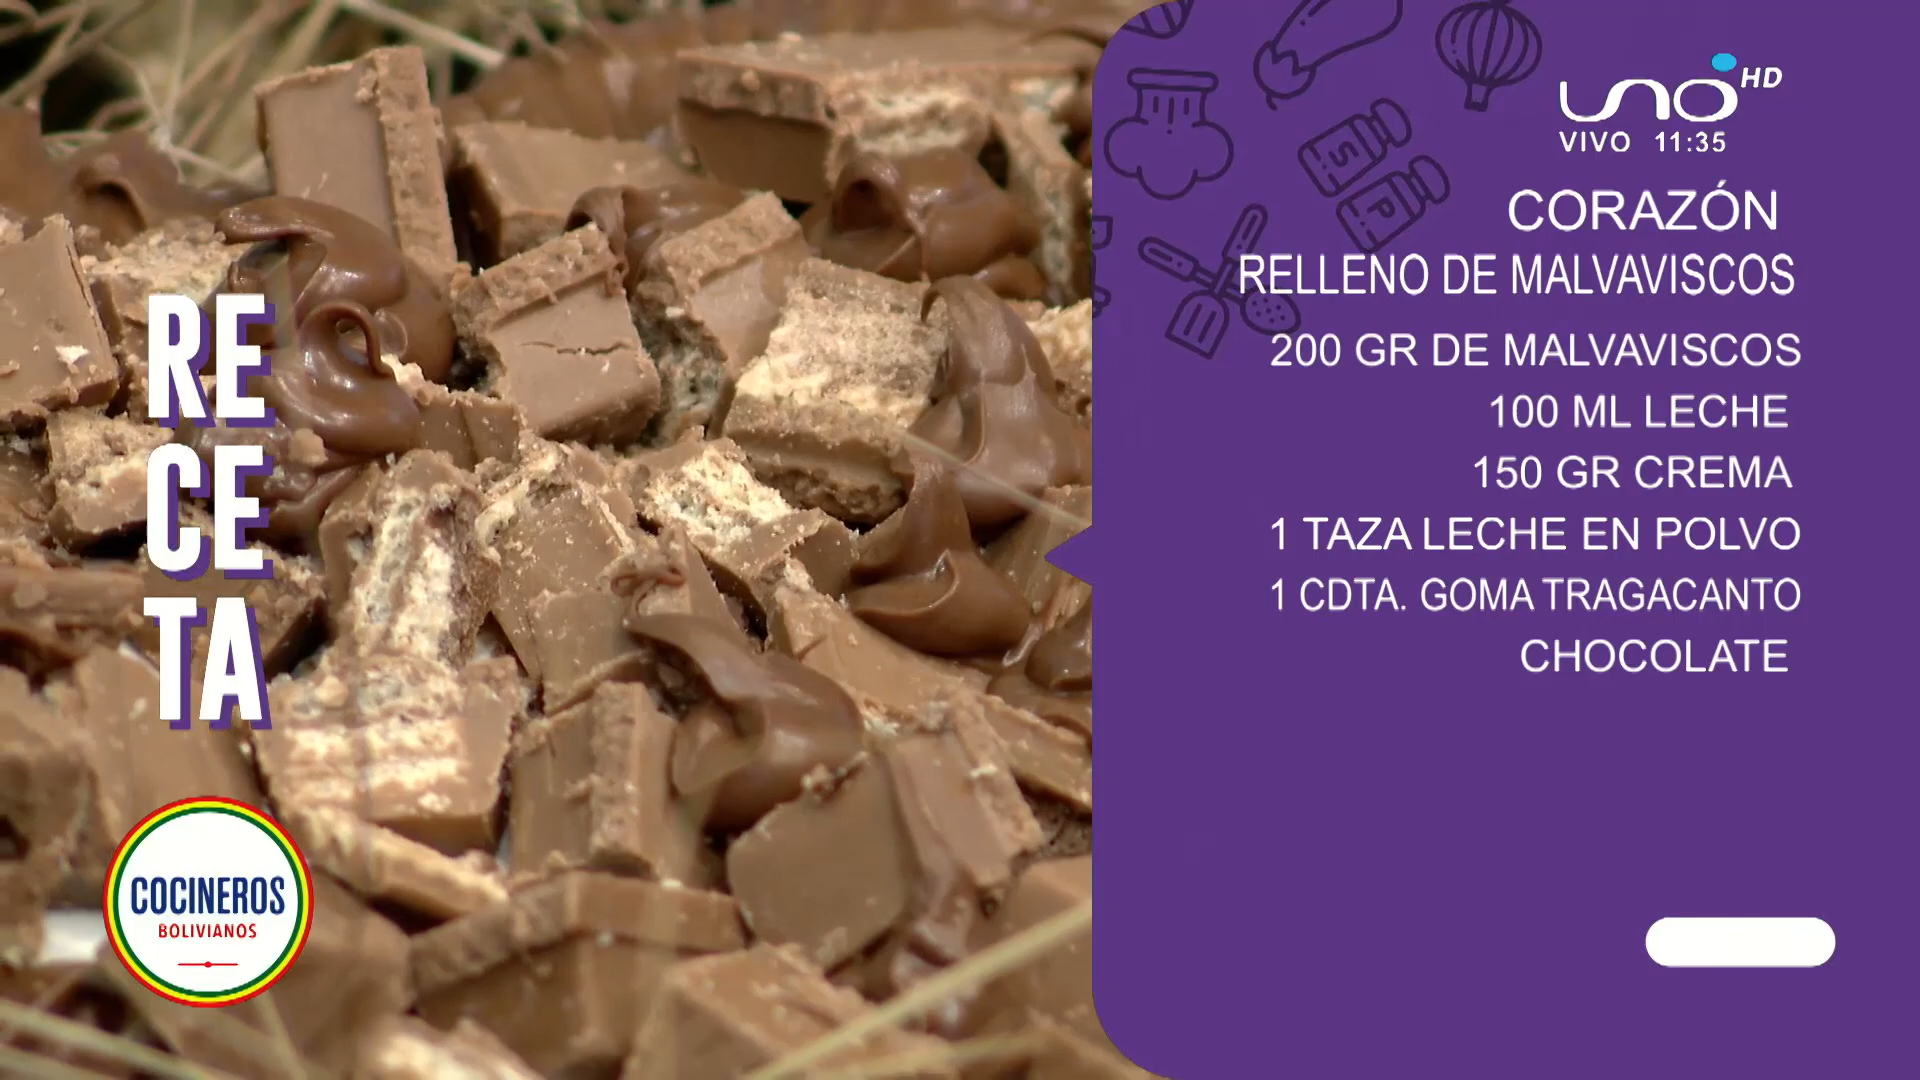 RE
CE
TA
COCINEROS
BOLIVIANOS
UNO HD
VIVO 11:35
CORAZÓN
RELLENO DE MALVAVISCOS
200 GR DE MALVAVISCOS
100 ML LECHE
150 GR CREMA
1 TAZA LECHE EN POLVO
1 CDTA. GOMA TRAGACANTO
CHOCOLATE
S
P